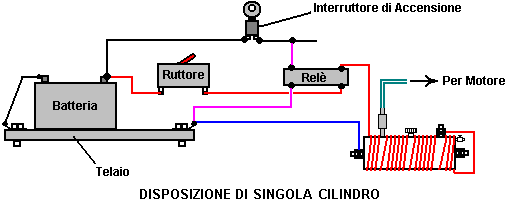 Interruttore di Accensione
Ruttore
Relè
Per Motore
Batteria
Telaio
DISPOSIZIONE DI SINGOLA CILINDRO